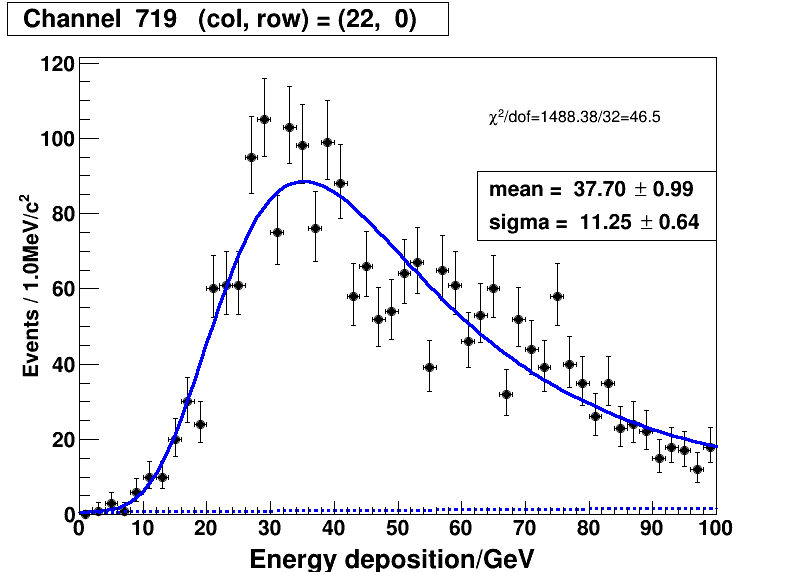 Channel  719   (col, row) = (22,  0)
χ²/dof=1488.38/32=46.5
mean =  37.70 ± 0.99
sigma =  11.25 ± 0.64
Events / 1.0MeV/c²
120
100
80
60
40
20
0
0 10 20 30 40 50 60 70 80 90 100
Energy deposition/GeV